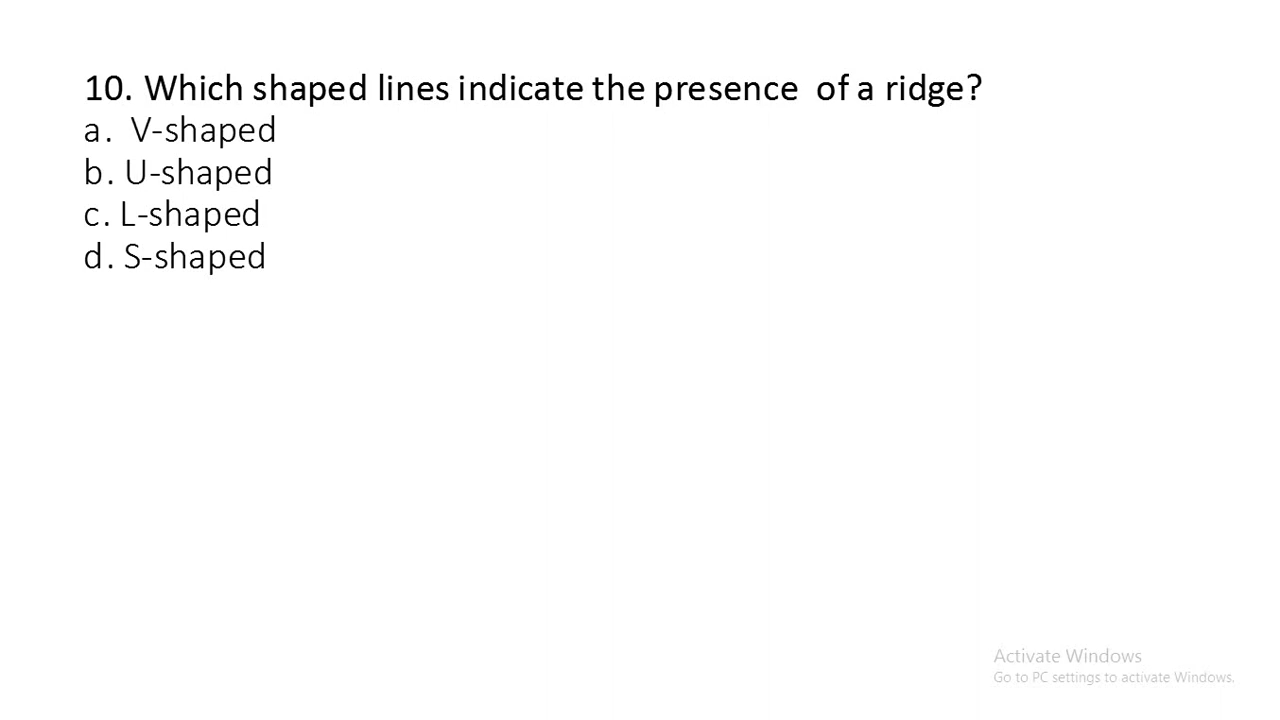 10. Which shaped lines indicate the presence  of a ridge?
a.  V-shaped
b. U-shaped
c. L-shaped
d. S-shaped
Activate Windows
Go to PC settings to activate Windows.